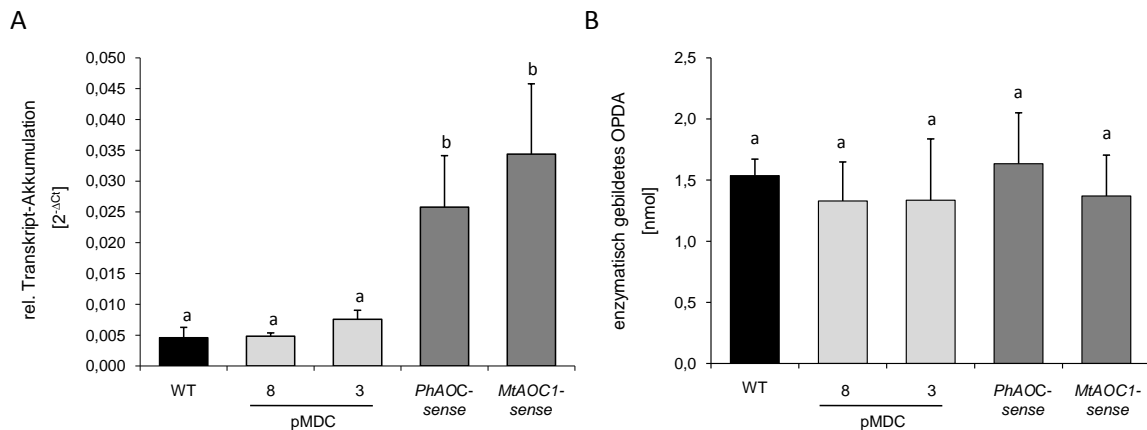 A
rel. Transkript-Akkumulation
[2-ΔCt]
0,050
0,045
0,040
0,035
0,030
0,025
0,020
0,015
0,010
0,005
0,000
a
a
a
b
b
WT
8
3
PhAOC-
sense
MtAOC1-
sense
pMDC
B
enzymatisch gebildetes OPDA
[nmol]
2,5
2,0
1,5
1,0
0,5
0,0
a
a
a
a
a
WT
8
3
PhAOC-
sense
MtAOC1-
sense
pMDC